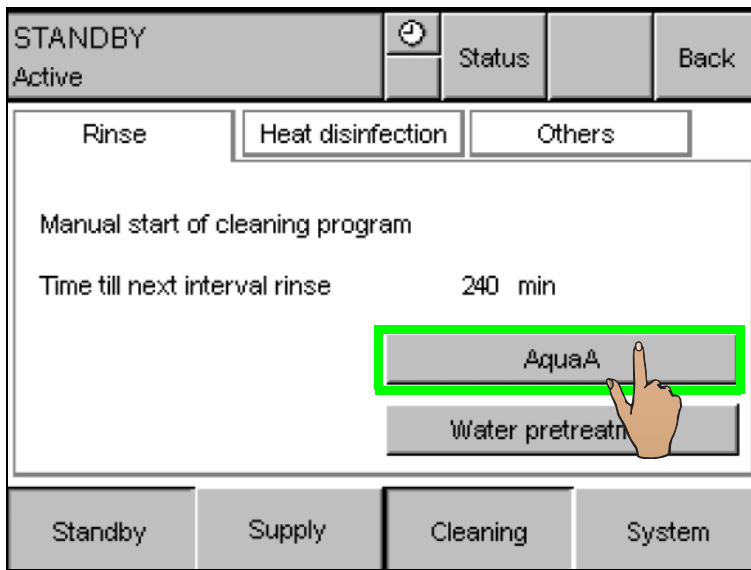 STANDBY
Active
Status
Back
Rinse
Heat disinfection
Others
Manual start of cleaning program
Time till next interval rinse 240 min
AquaA
Water
Standby
Supply
Cleaning
System